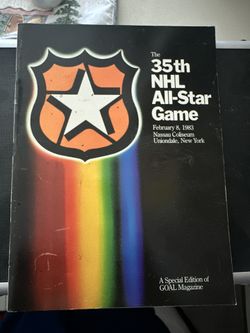 The
35th
NHL
All-Star
Game
February 8, 1983
Nassau Coliseum
Uniondale, New York
A Special Edition of
GOAL Magazine